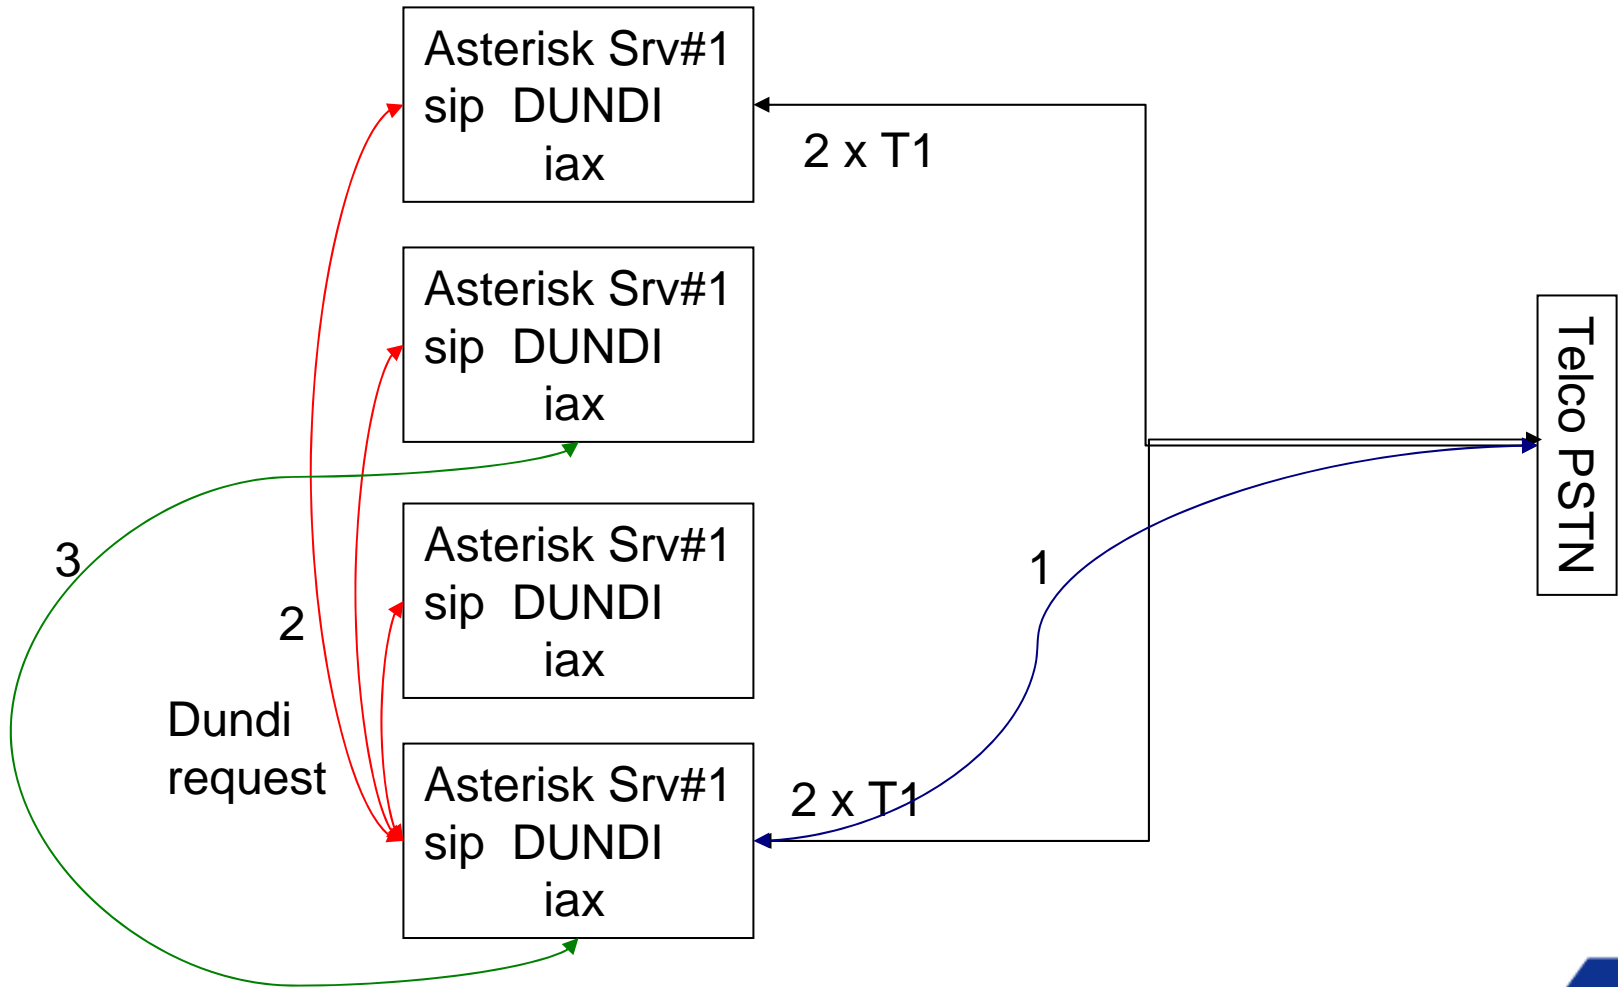 Asterisk Srv#1
sip DUNDI
iax
2 x T1
Asterisk Srv#1
sip DUNDI
iax
Telco PSTN
3
Asterisk Srv#1
sip DUNDI
iax
1
2
Dundi
request
Asterisk Srv#1
sip DUNDI
iax
2 x T1